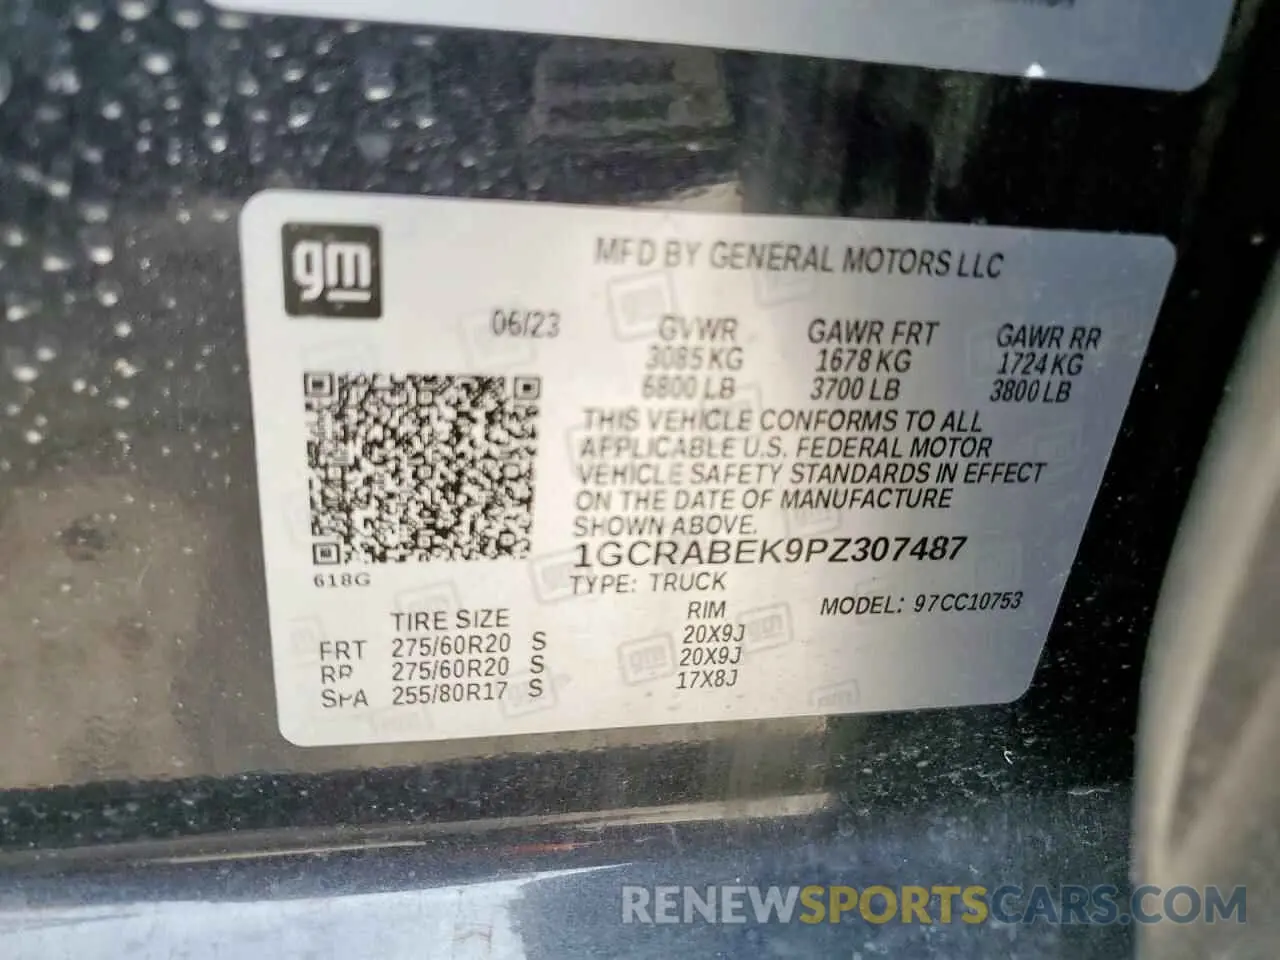 gm
MFD BY GENERAL MOTORS LLC
06/23
GVWR GAWR FRT GAWR RR
3085 KG 1678 KG 1724 KG
6800 LB 3700 LB 3800 LB
THIS VEHICLE CONFORMS TO ALL
APPLICABLE U.S. FEDERAL MOTOR
VEHICLE SAFETY STANDARDS IN EFFECT
ON THE DATE OF MANUFACTURE
SHOWN ABOVE.
1GCRABEK9PZ307487
618G
TYPE: TRUCK
MODEL: 97CC10753
TIRE SIZE RIM
FRT 275/60R20 S 20X9J
RR 275/60R20 S 20X9J
SPA 255/80R17 S 17X8J
RENEWSPORTSCARS.COM